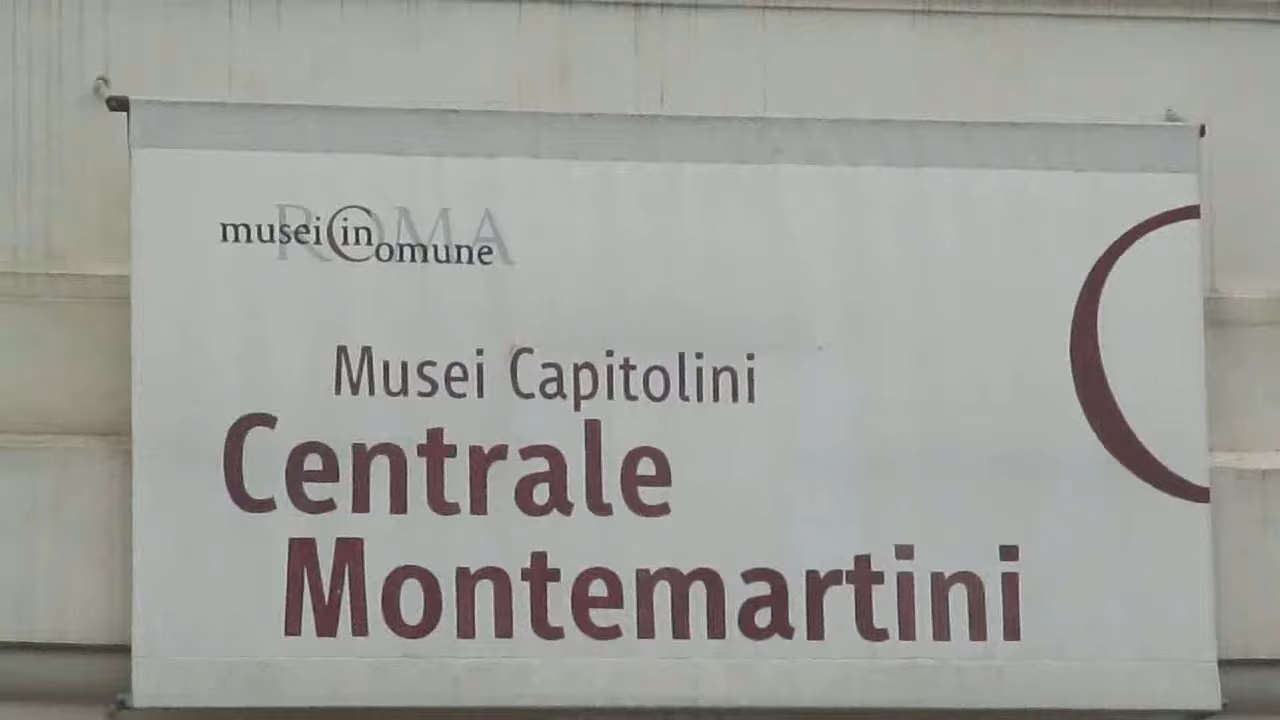 ROMA
musei in Comune
Musei Capitolini
Centrale
Montemartini